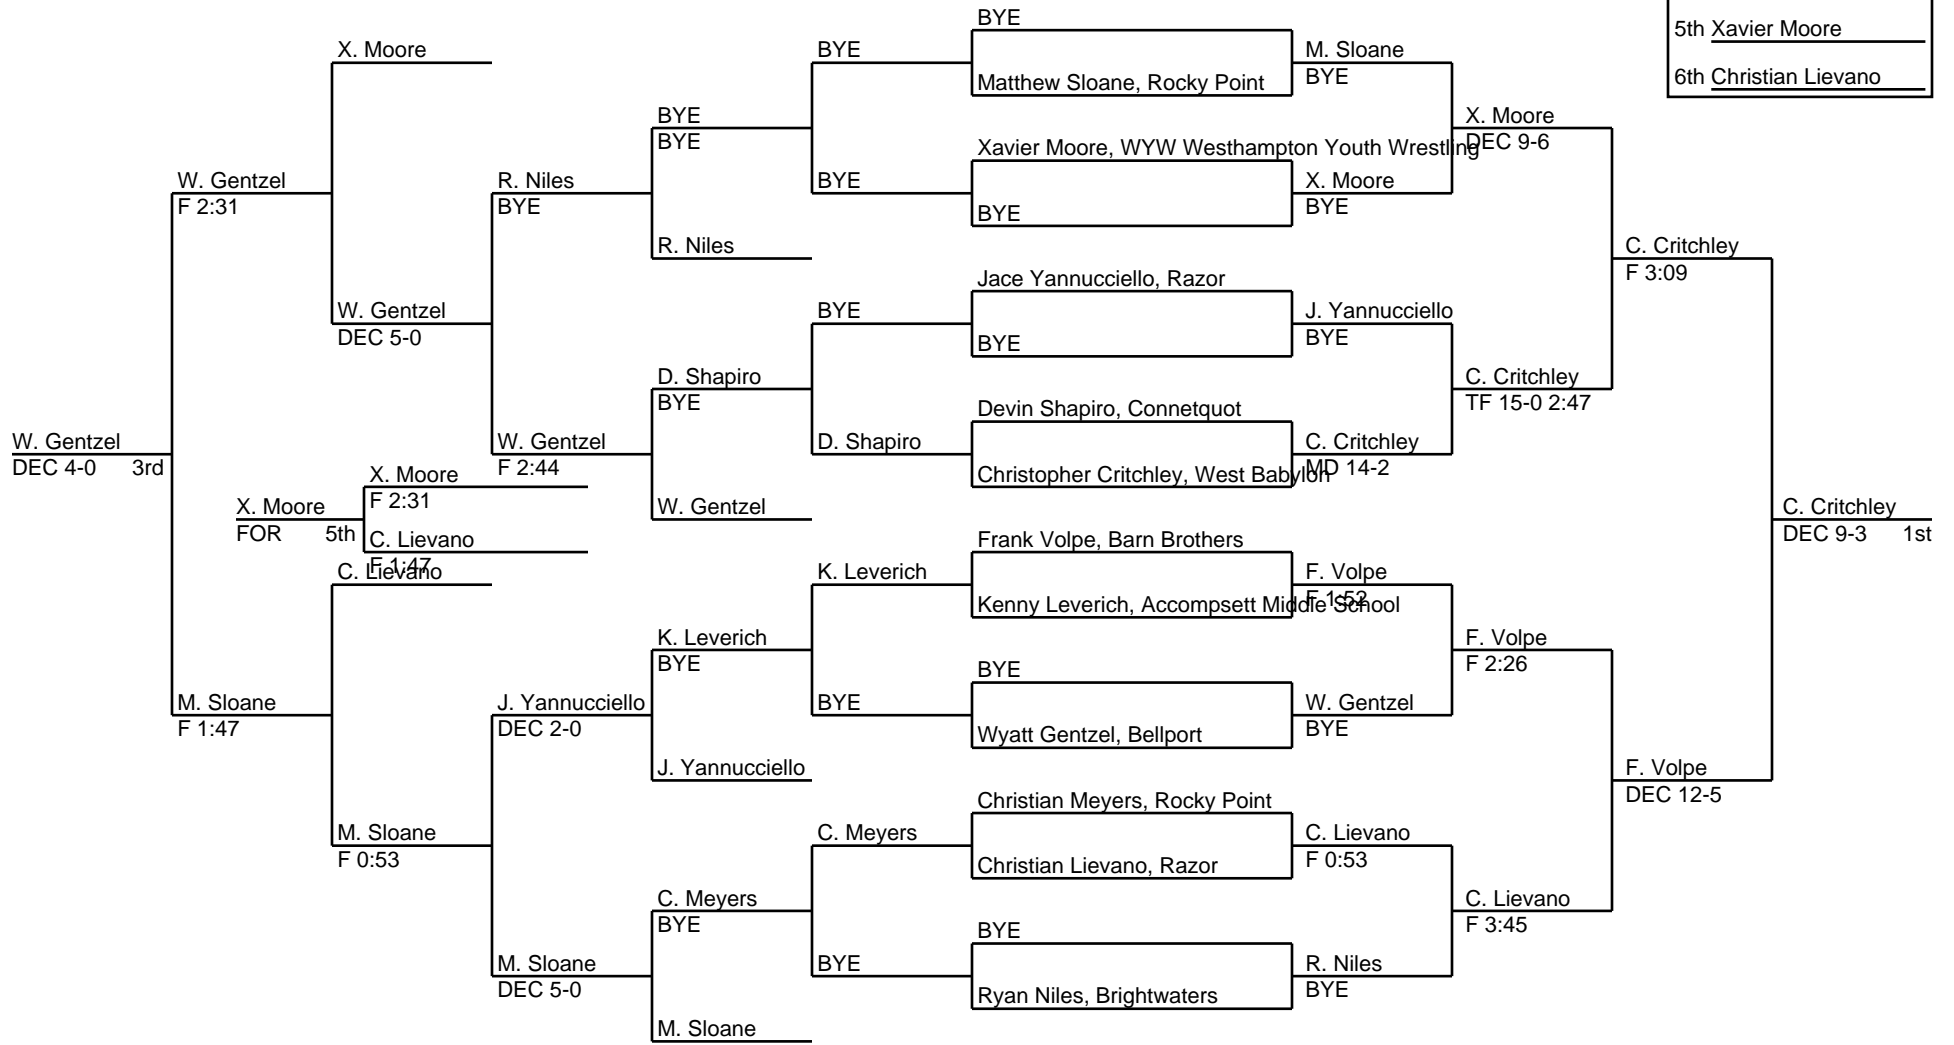 BYE
5th Xavier Moore
X. Moore
BYE
M. Sloane
Matthew Sloane, Rocky Point
BYE
6th Christian Lievano
BYE
X. Moore
BYE
DEC 9-6
Xavier Moore, WYW Westhampton Youth Wrestling
W. Gentzel
R. Niles
BYE
X. Moore
F 2:31
BYE
BYE
BYE
R. Niles
C. Critchley
F 3:09
Jace Yannucciello, Razor
W. Gentzel
BYE
J. Yannucciello
DEC 5-0
BYE
BYE
D. Shapiro
C. Critchley
BYE
TF 15-0 2:47
Devin Shapiro, Connetquot
W. Gentzel
W. Gentzel
D. Shapiro
C. Critchley
DEC 4-0 3rd
F 2:44
MD 14-2
X. Moore
Christopher Critchley, West Babylon
F 2:31
X. Moore
W. Gentzel
C. Critchley
FOR 5th
DEC 9-3 1st
C. Lievano
Frank Volpe, Barn Brothers
F 1:47
C. Lievano
K. Leverich
F. Volpe
F 1:52
Kenny Leverich, Accompsett Middle School
K. Leverich
F. Volpe
BYE
F 2:26
BYE
M. Sloane
J. Yannucciello
BYE
W. Gentzel
F 1:47
DEC 2-0
BYE
Wyatt Gentzel, Bellport
J. Yannucciello
F. Volpe
DEC 12-5
Christian Meyers, Rocky Point
M. Sloane
C. Meyers
C. Lievano
F 0:53
F 0:53
Christian Lievano, Razor
C. Meyers
C. Lievano
BYE
F 3:45
BYE
M. Sloane
BYE
R. Niles
DEC 5-0
BYE
Ryan Niles, Brightwaters
M. Sloane